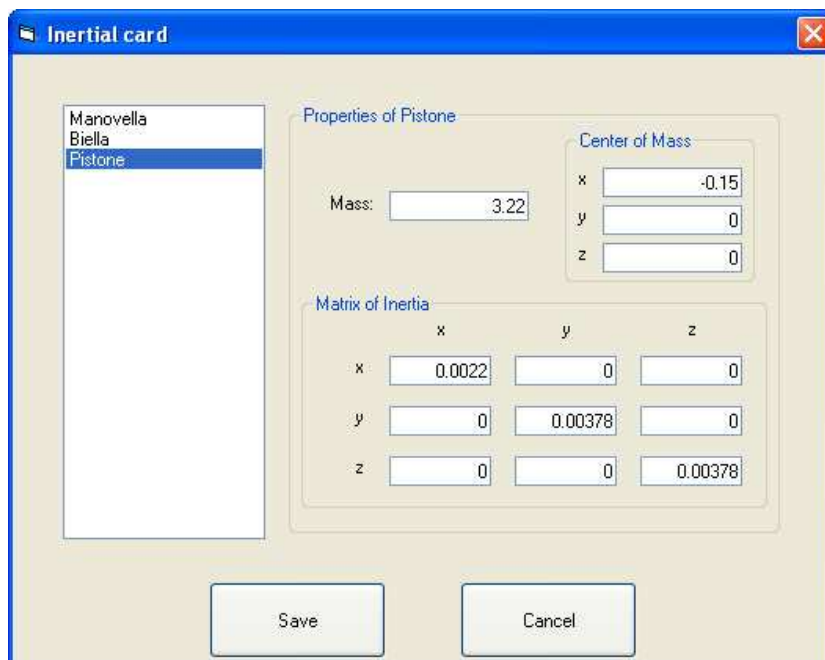 Inertial card
Manovella
Biella
Pistone
Properties of Pistone
Mass: 3.22
Center of Mass
x -0.15
y 0
z 0
Matrix of Inertia
x y z
x 0.0022 0 0
y 0 0.00378 0
z 0 0 0.00378
Save Cancel